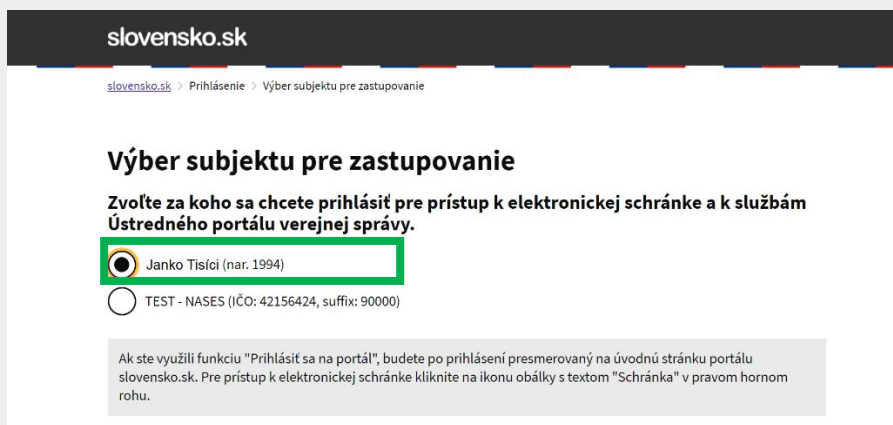 slovensko.sk
slovensko.sk > Prihlásenie > Výber subjektu pre zastupovanie
Výber subjektu pre zastupovanie
Zvoľte za koho sa chcete prihlásiť pre prístup k elektronickej schránke a k službám
Ústredného portálu verejnej správy.
Janko Tisíci (nar. 1994)
TEST - NASES (IČO: 42156424, suffix: 90000)
Ak ste využili funkciu "Prihlásiť sa na portál", budete po prihlásení presmerovaný na úvodnú stránku portálu
slovensko.sk. Pre prístup k elektronickej schránke kliknite na ikonu obálky s textom "Schránka" v pravom hornom
rohu.